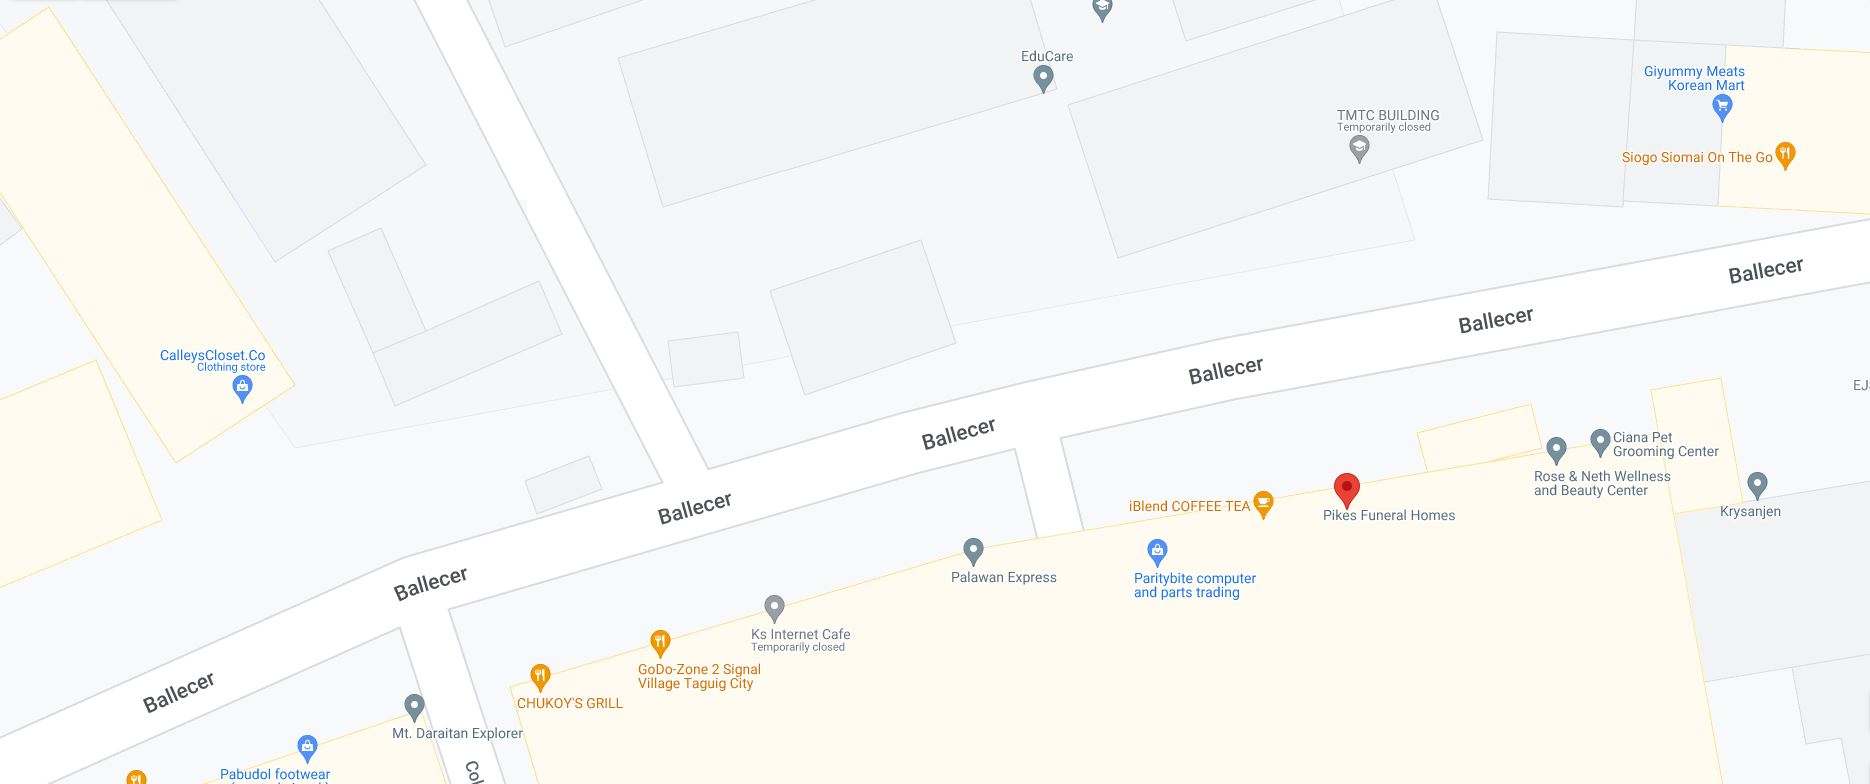 EduCare
Giyummy Meats
Korean Mart
TMTC BUILDING
Temporarily closed
Siogo Siomai On The Go
Ballecer
Ballecer
CalleysCloset.Co
Clothing store
Ballecer
Ballecer
Ciana Pet
Grooming Center
Rose & Neth Wellness
and Beauty Center
iBlend COFFEE TEA
Pikes Funeral Homes
Krysanjen
Ballecer
Palawan Express
Paritybite computer
and parts trading
Ballecer
Ks Internet Cafe
Temporarily closed
GoDo-Zone 2 Signal
Village Taguig City
Ballecer
CHUKOY'S GRILL
Mt. Daraitan Explorer
Pabudol footwear